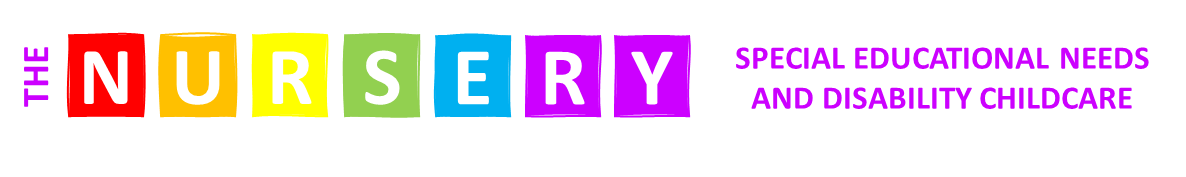 THE NURSERY
SPECIAL EDUCATIONAL NEEDS
AND DISABILITY CHILDCARE